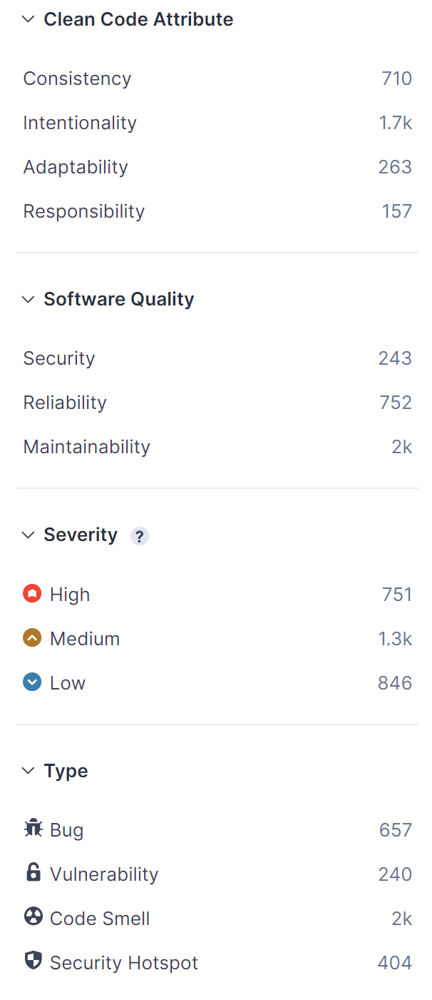 Clean Code Attribute
Consistency 710
Intentionality 1.7k
Adaptability 263
Responsibility 157
Software Quality
Security 243
Reliability 752
Maintainability 2k
Severity ?
High 751
Medium 1.3k
Low 846
Type
Bug 657
Vulnerability 240
Code Smell 2k
Security Hotspot 404